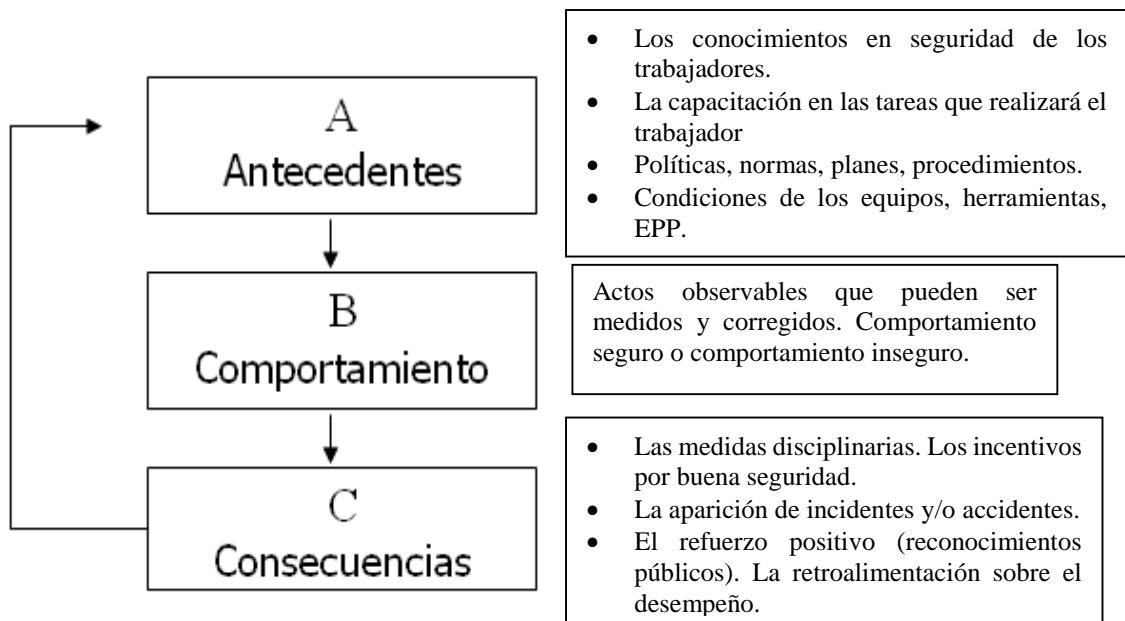 A
Antecedentes
• Los conocimientos en seguridad de los
trabajadores.
• La capacitación en las tareas que realizará el
trabajador
• Políticas, normas, planes, procedimientos.
• Condiciones de los equipos, herramientas,
EPP.
B
Comportamiento
Actos observables que pueden ser
medidos y corregidos. Comportamiento
seguro o comportamiento inseguro.
C
Consecuencias
• Las medidas disciplinarias. Los incentivos
por buena seguridad.
• La aparición de incidentes y/o accidentes.
• El refuerzo positivo (reconocimientos
públicos). La retroalimentación sobre el
desempeño.